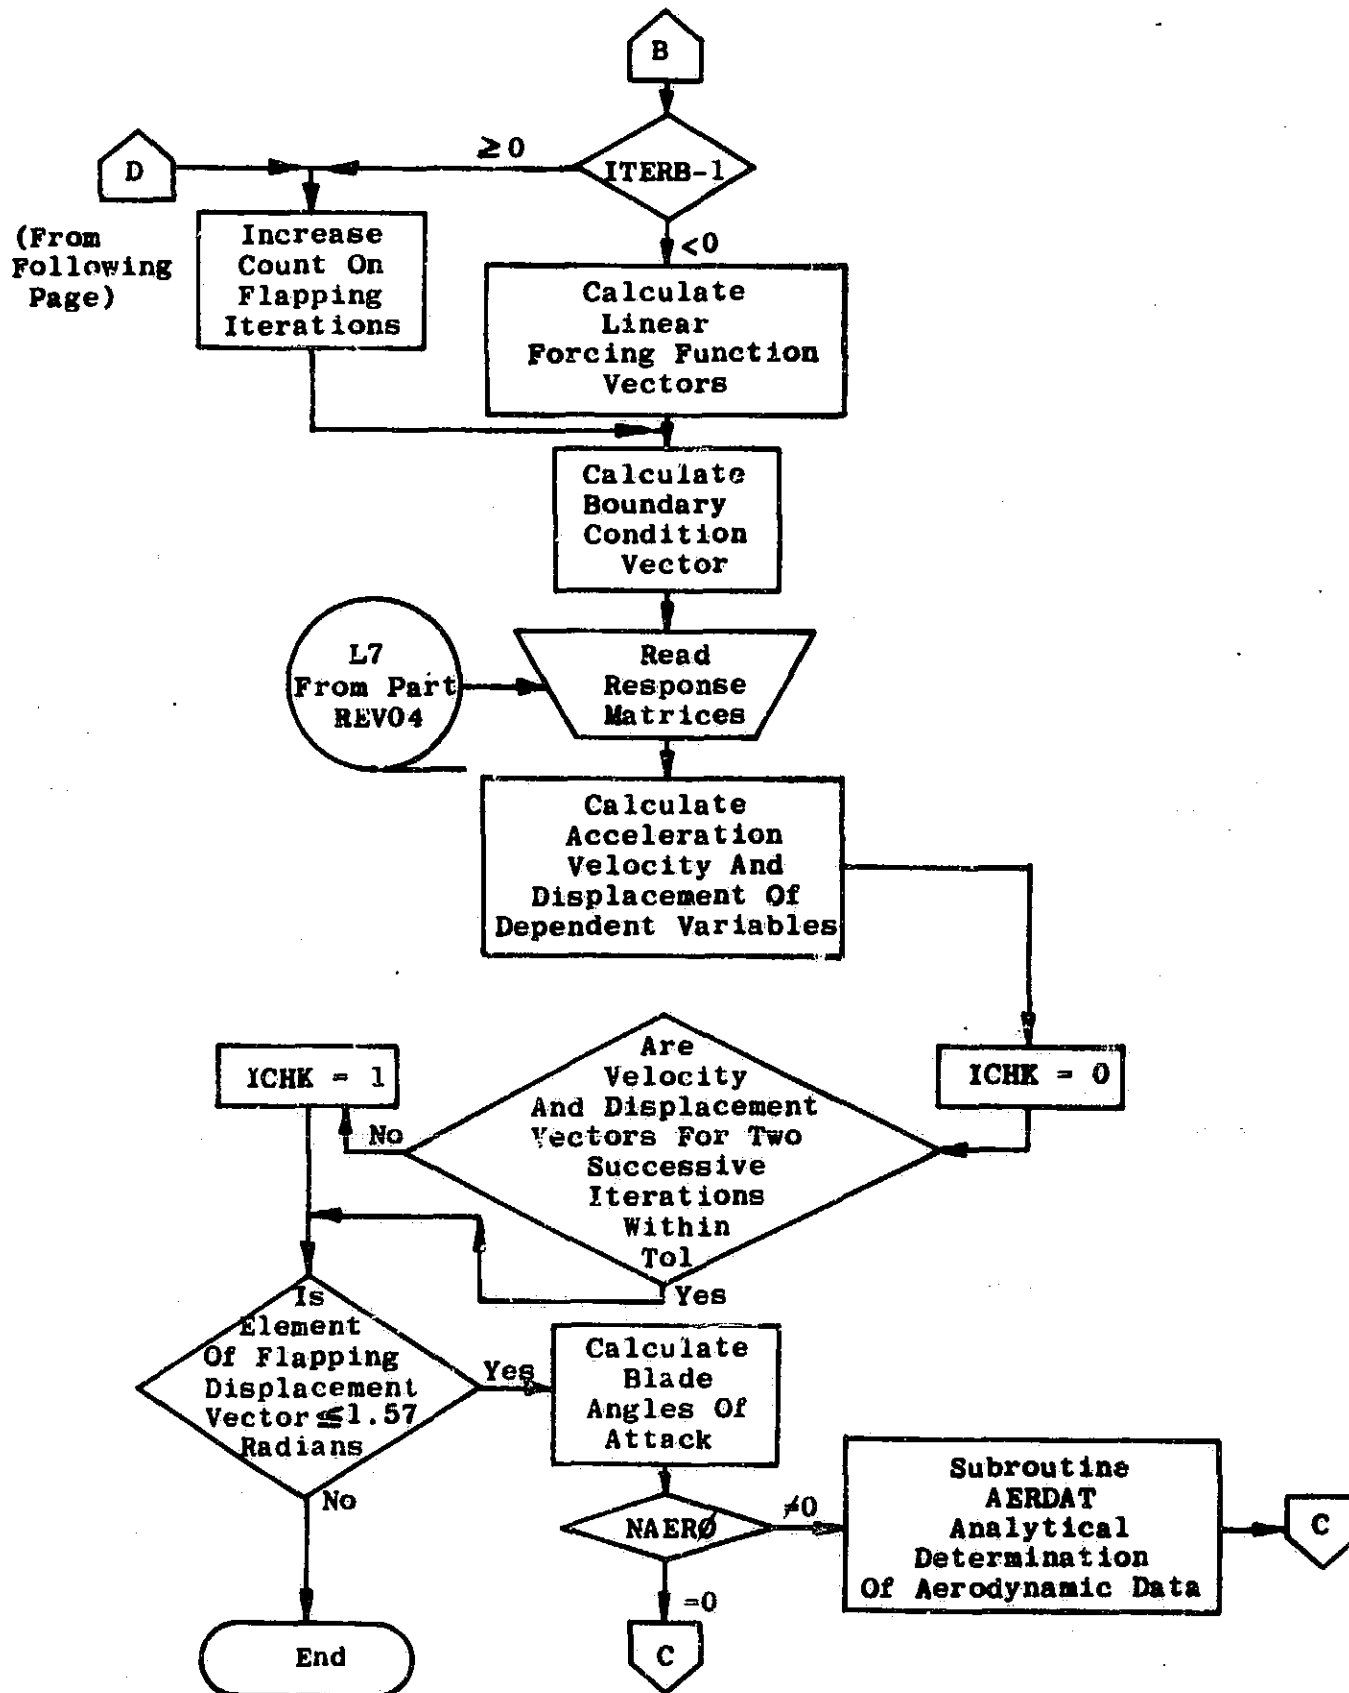 B
ITERB-1
≥0
D
(From
Following
Page)
Increase
Count On
Flapping
Iterations
<0
Calculate
Linear
Forcing Function
Vectors
Calculate
Boundary
Condition
Vector
L7
From Part
REV04
Read
Response
Matrices
Calculate
Acceleration
Velocity And
Displacement Of
Dependent Variables
ICHK = 0
Are
Velocity
And Displacement
Vectors For Two
Successive
Iterations
Within
Tol
No
ICHK = 1
Yes
Is
Element
Of Flapping
Displacement
Vector ≦1.57
Radians
Yes
No
End
Calculate
Blade
Angles Of
Attack
NAERØ
≠0
=0
C
Subroutine
AERDAT
Analytical
Determination
Of Aerodynamic Data
C